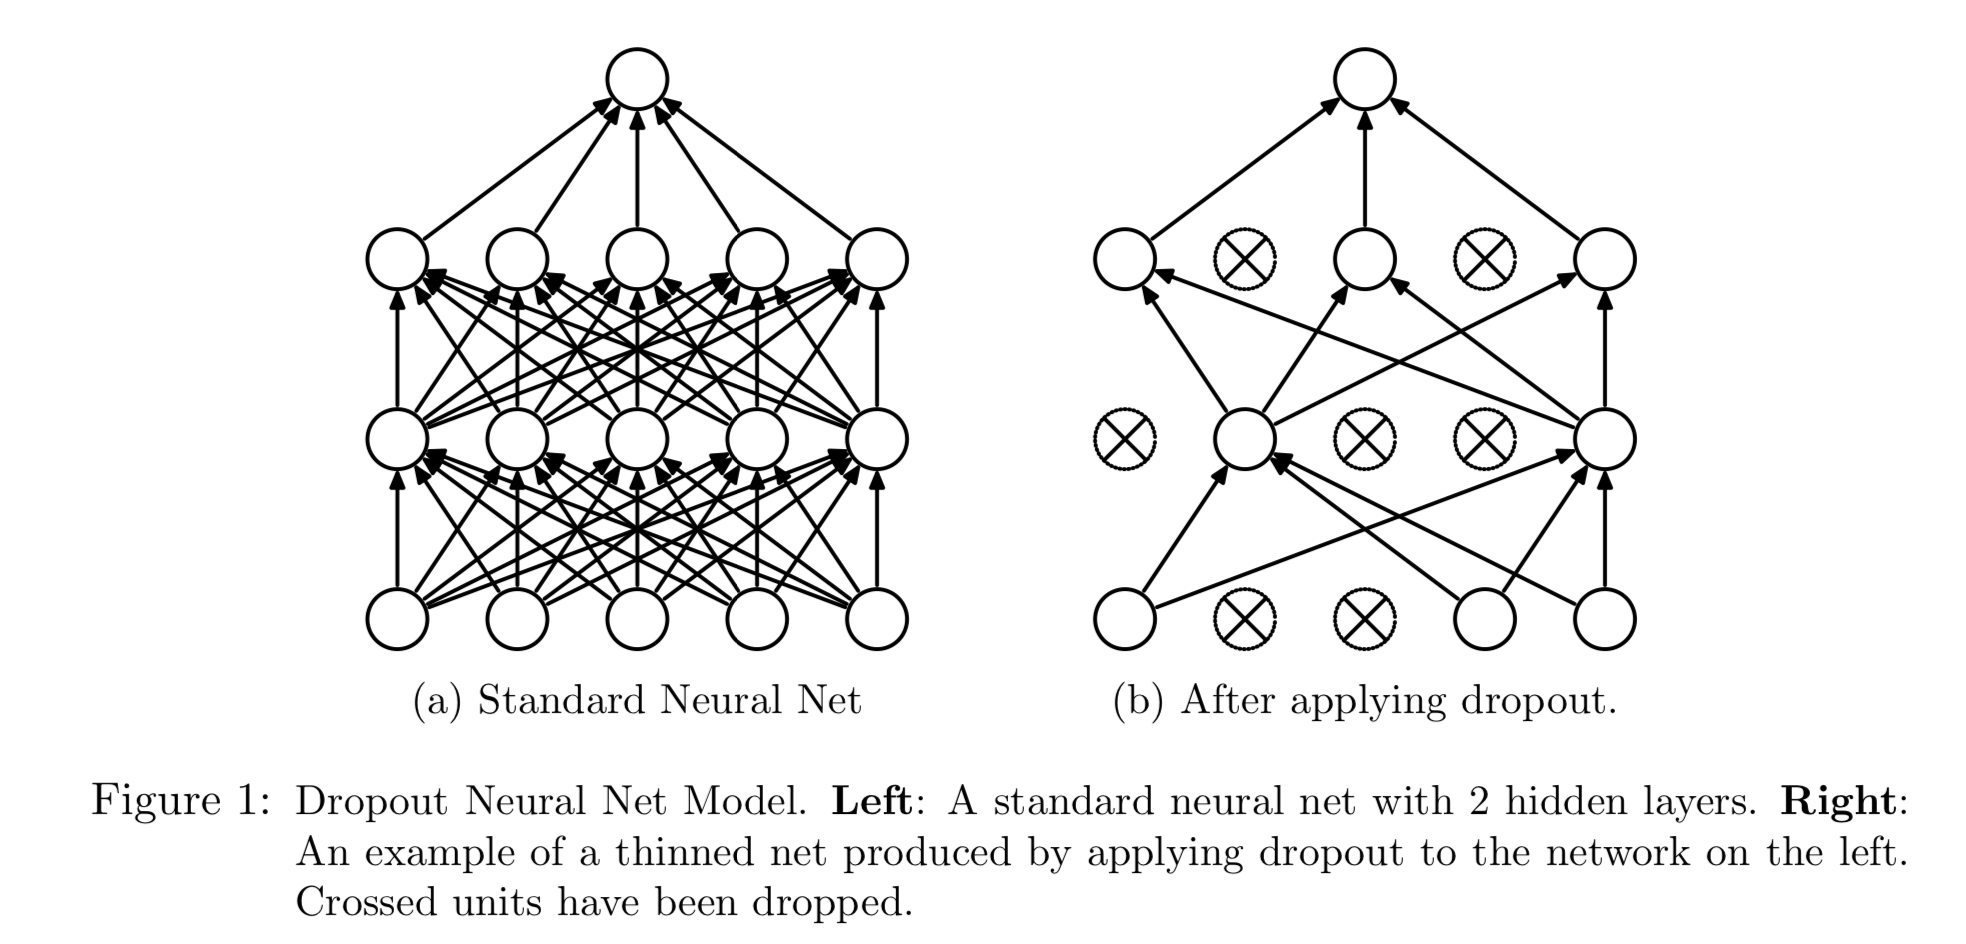 (a) Standard Neural Net
(b) After applying dropout.
Figure 1: Dropout Neural Net Model. Left: A standard neural net with 2 hidden layers. Right:
An example of a thinned net produced by applying dropout to the network on the left.
Crossed units have been dropped.